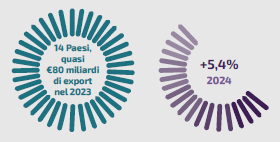 14 Paesi,
quasi
€80 miliardi
di export
nel 2023
+5,4%
2024